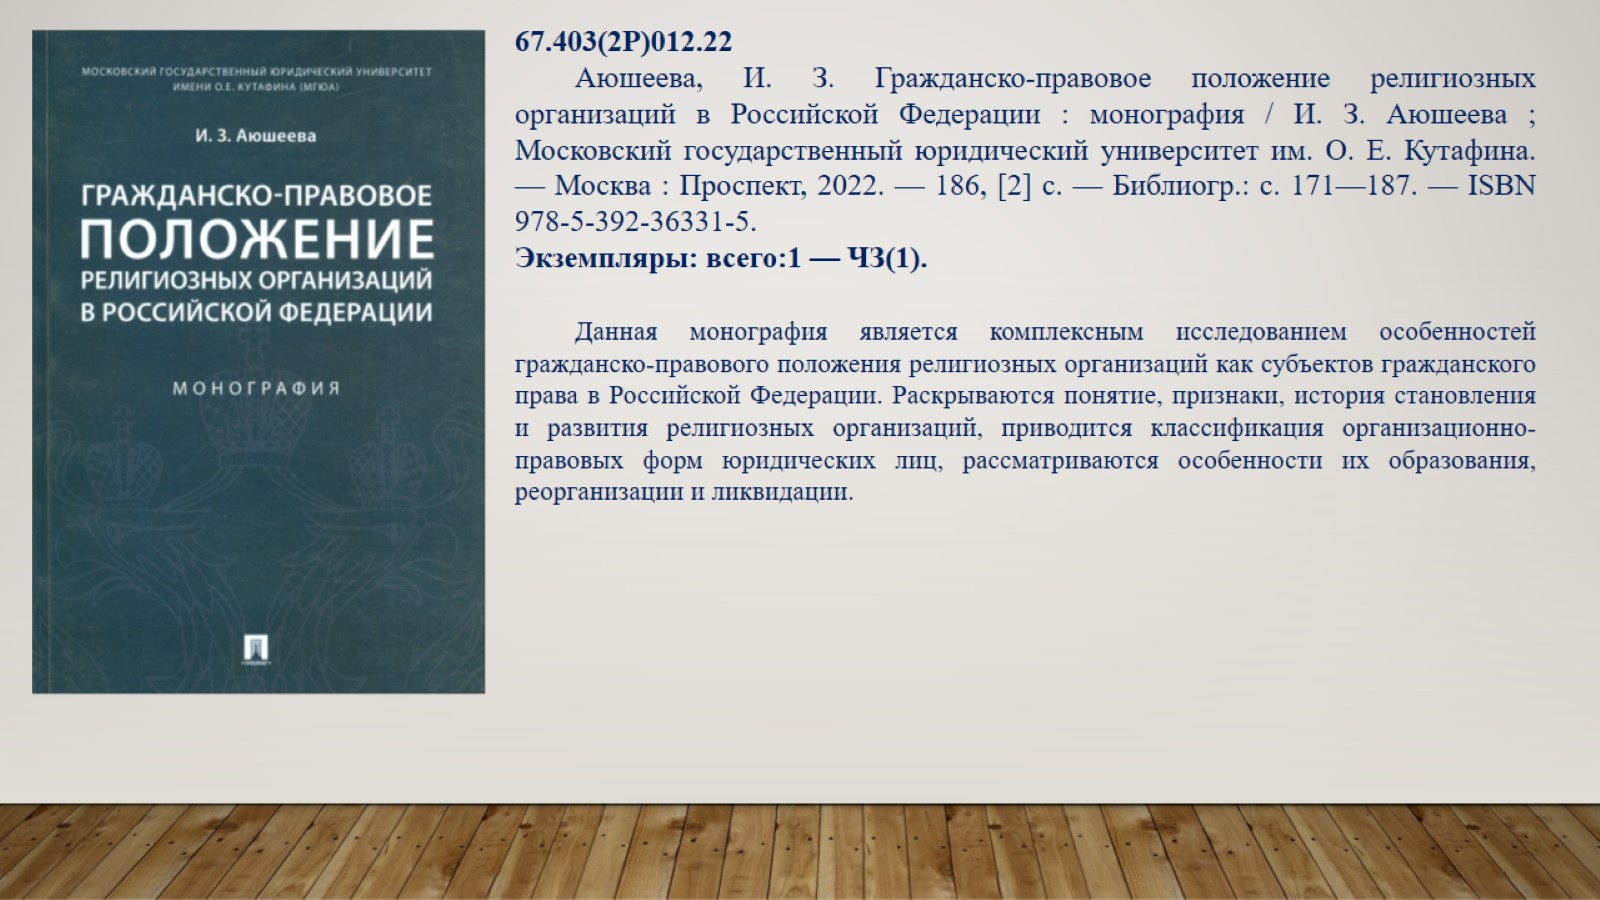 МОСКОВСКИЙ ГОСУДАРСТВЕННЫЙ ЮРИДИЧЕСКИЙ УНИВЕРСИТЕТ
ИМЕНИ О.Е. КУТАФИНА (МГЮА)
И. З. Аюшеева
ГРАЖДАНСКО-ПРАВОВОЕ
ПОЛОЖЕНИЕ
РЕЛИГИОЗНЫХ ОРГАНИЗАЦИЙ
В РОССИЙСКОЙ ФЕДЕРАЦИИ
МОНОГРАФИЯ
67.403(2Р)012.22
Аюшеева, И. З. Гражданско-правовое положение религиозных
организаций в Российской Федерации : монография / И. З. Аюшеева ;
Московский государственный юридический университет им. О. Е. Кутафина.
— Москва : Проспект, 2022. — 186, [2] с. — Библиогр.: с. 171—187. — ISBN
978-5-392-36331-5.
Экземпляры: всего:1 — ЧЗ(1).
Данная монография является комплексным исследованием особенностей
гражданско-правового положения религиозных организаций как субъектов гражданского
права в Российской Федерации. Раскрываются понятие, признаки, история становления
и развития религиозных организаций, приводится классификация организационно-
правовых форм юридических лиц, рассматриваются особенности их образования,
реорганизации и ликвидации.